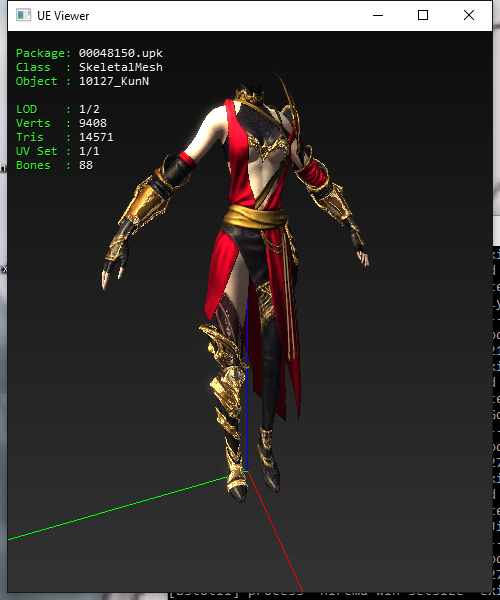 UE Viewer
Package: 00048150.upk
Class : SkeletalMesh
Object : 10127_KunN
LOD : 1/2
Verts : 9408
Tris : 14571
UV Set : 1/1
Bones : 88